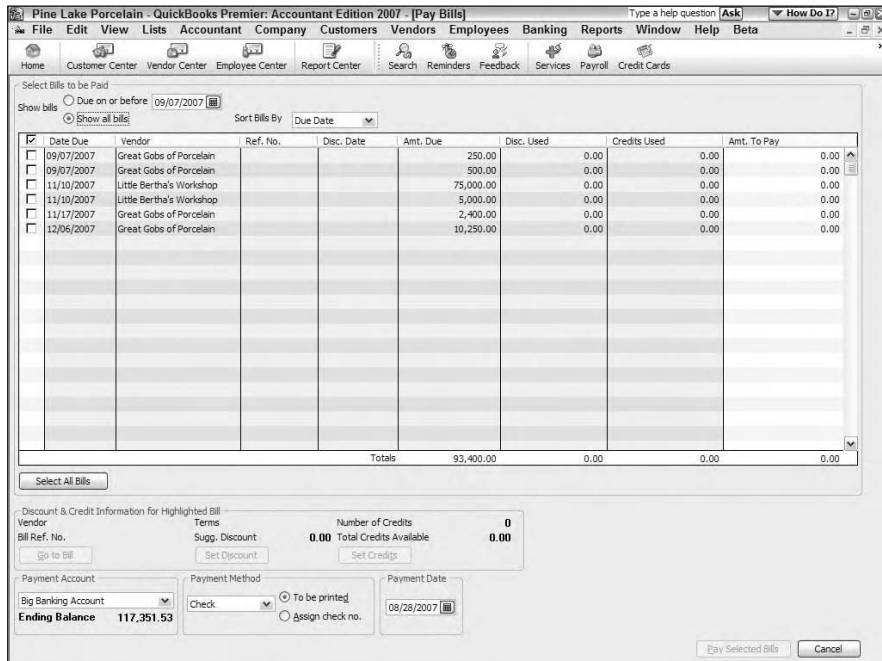 Pine Lake Porcelain - QuickBooks Premier: Accountant Edition 2007 - [Pay Bills] Type a help question Ask How Do I?
File Edit View Lists Accountant Company Customers Vendors Employees Banking Reports Window Help Beta
Home Customer Center Vendor Center Employee Center Report Center Search Reminders Feedback Services Payroll Credit Cards
Select Bills to be Paid
Show bills Due on or before 09/07/2007
Show all bills Sort Bills By Due Date
Date Due Vendor Ref. No. Disc. Date Amt. Due Disc. Used Credits Used Amt. To Pay
09/07/2007 Great Gobs of Porcelain 250.00 0.00 0.00 0.00
09/07/2007 Great Gobs of Porcelain 500.00 0.00 0.00 0.00
11/10/2007 Little Bertha's Workshop 75,000.00 0.00 0.00 0.00
11/10/2007 Little Bertha's Workshop 5,000.00 0.00 0.00 0.00
11/17/2007 Great Gobs of Porcelain 2,400.00 0.00 0.00 0.00
12/06/2007 Great Gobs of Porcelain 10,250.00 0.00 0.00 0.00
Totals 93,400.00 0.00 0.00 0.00
Select All Bills
Discount & Credit Information for Highlighted Bill
Vendor Terms Number of Credits 0
Bill Ref. No. Sugg. Discount 0.00 Total Credits Available 0.00
Go to Bill Set Discount Set Credits
Payment Account Payment Method Payment Date
Big Banking Account Check To be printed 08/28/2007
Ending Balance 117,351.53 Assign check no.
Pay Selected Bills Cancel